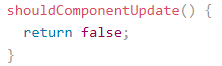 shouldComponentUpdate() {
  return false;
}